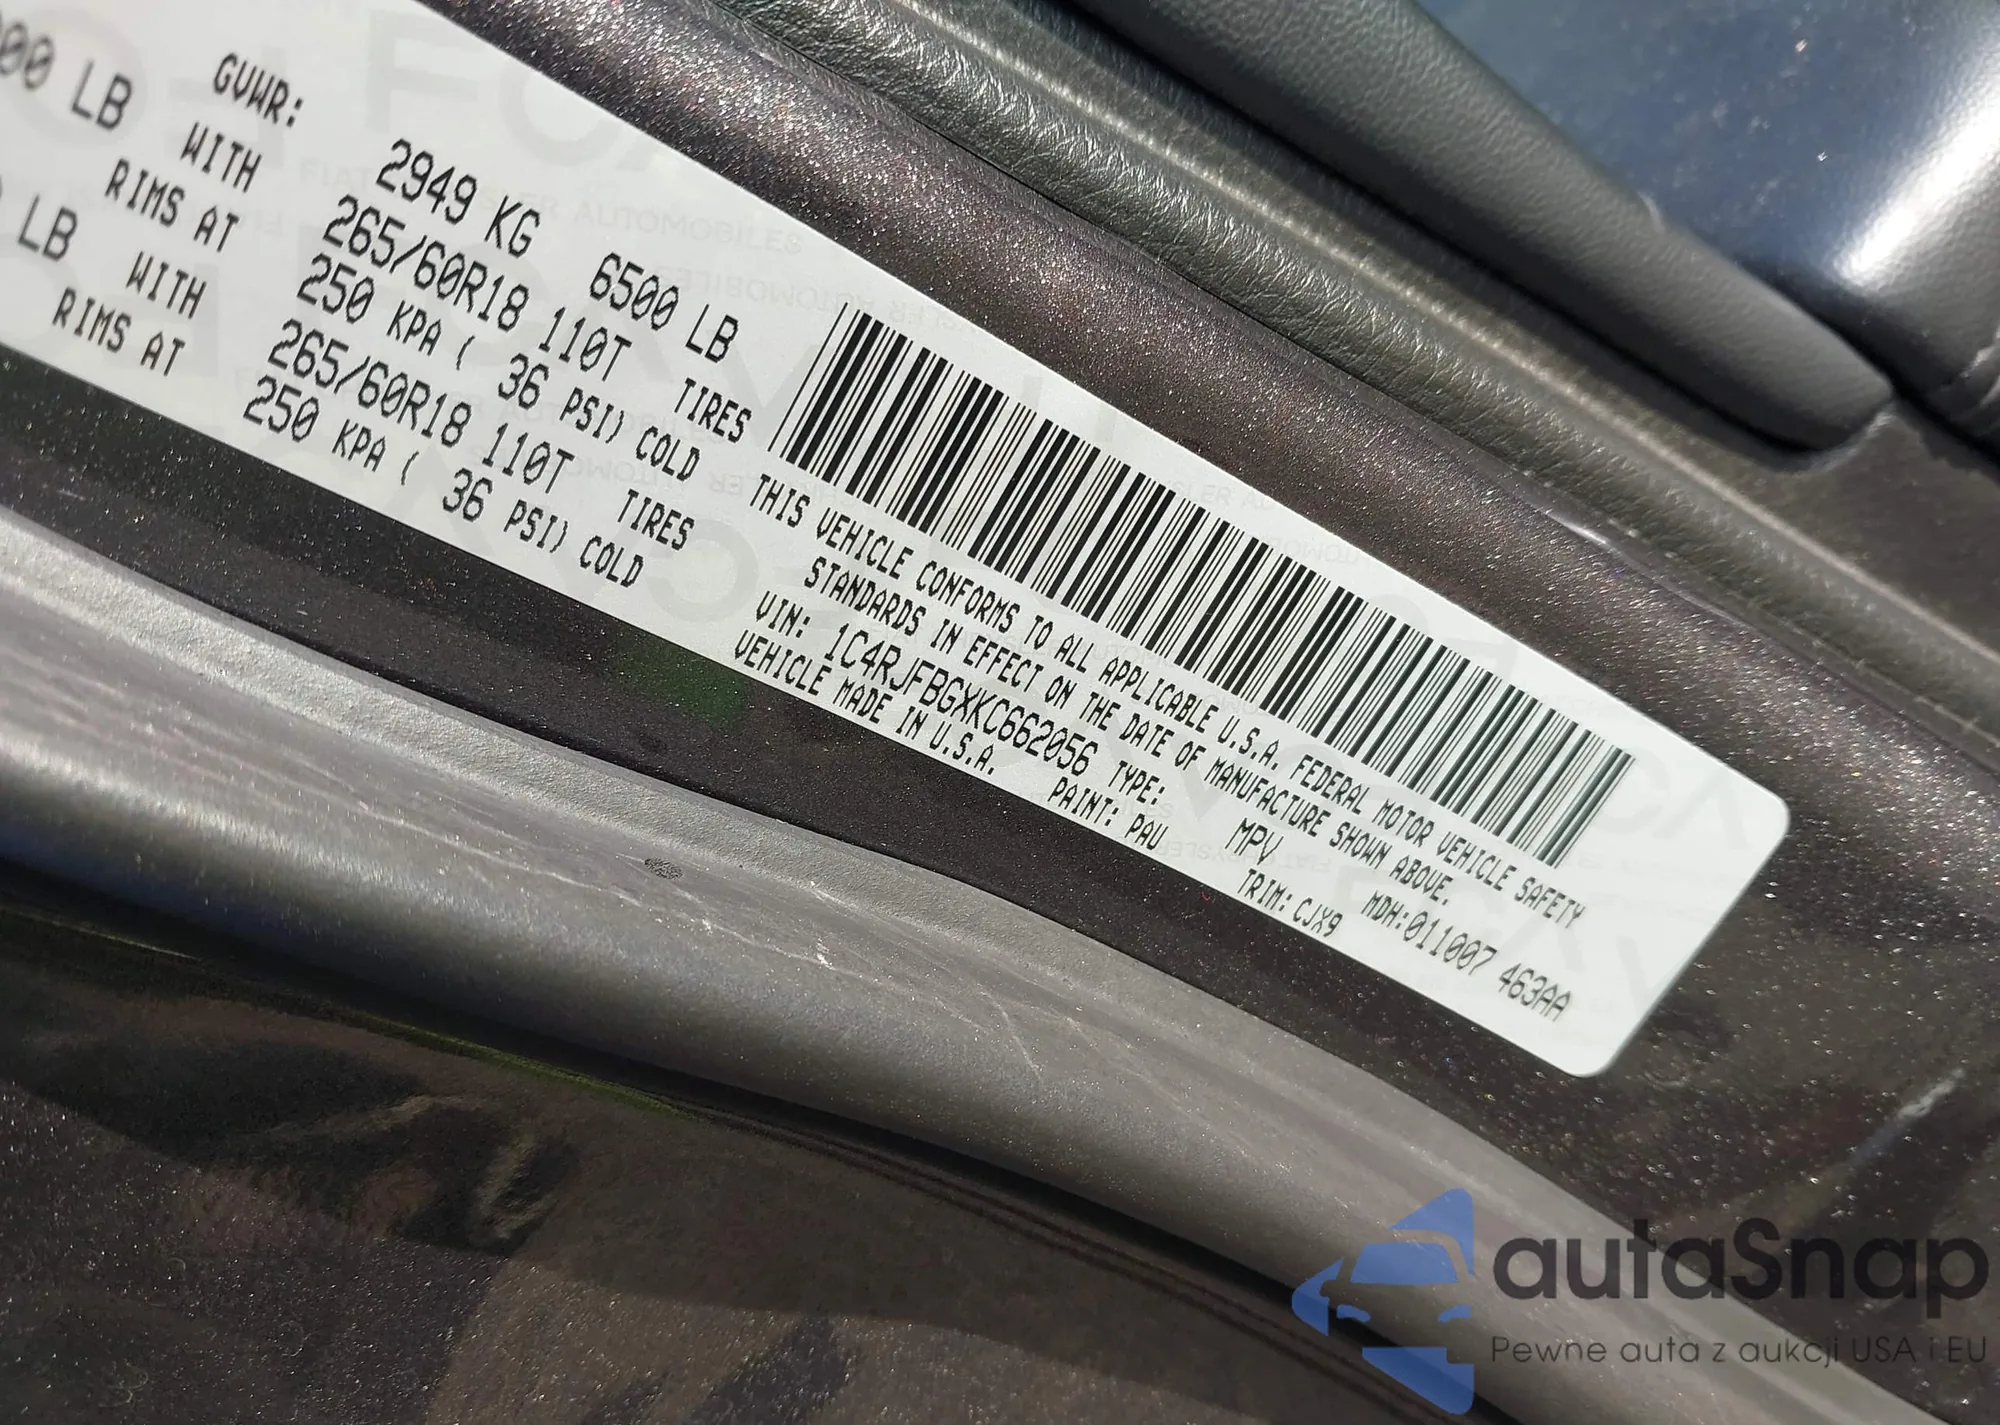 GVWR: 2949 KG 6500 LB
00 LB WITH 265/60R18 110T TIRES
RIMS AT 250 KPA ( 36 PSI) COLD
LB WITH 265/60R18 110T TIRES
RIMS AT 250 KPA ( 36 PSI) COLD
THIS VEHICLE CONFORMS TO ALL APPLICABLE U.S.A. FEDERAL MOTOR VEHICLE SAFETY
STANDARDS IN EFFECT ON THE DATE OF MANUFACTURE SHOWN ABOVE.
VIN: 1C4RJFBGXKC662056 TYPE: MPV MDH:011007 463AA
VEHICLE MADE IN U.S.A. PAINT: PAU TRIM: CJX9
autaSnap
Pewne auta z aukcji USA i EU